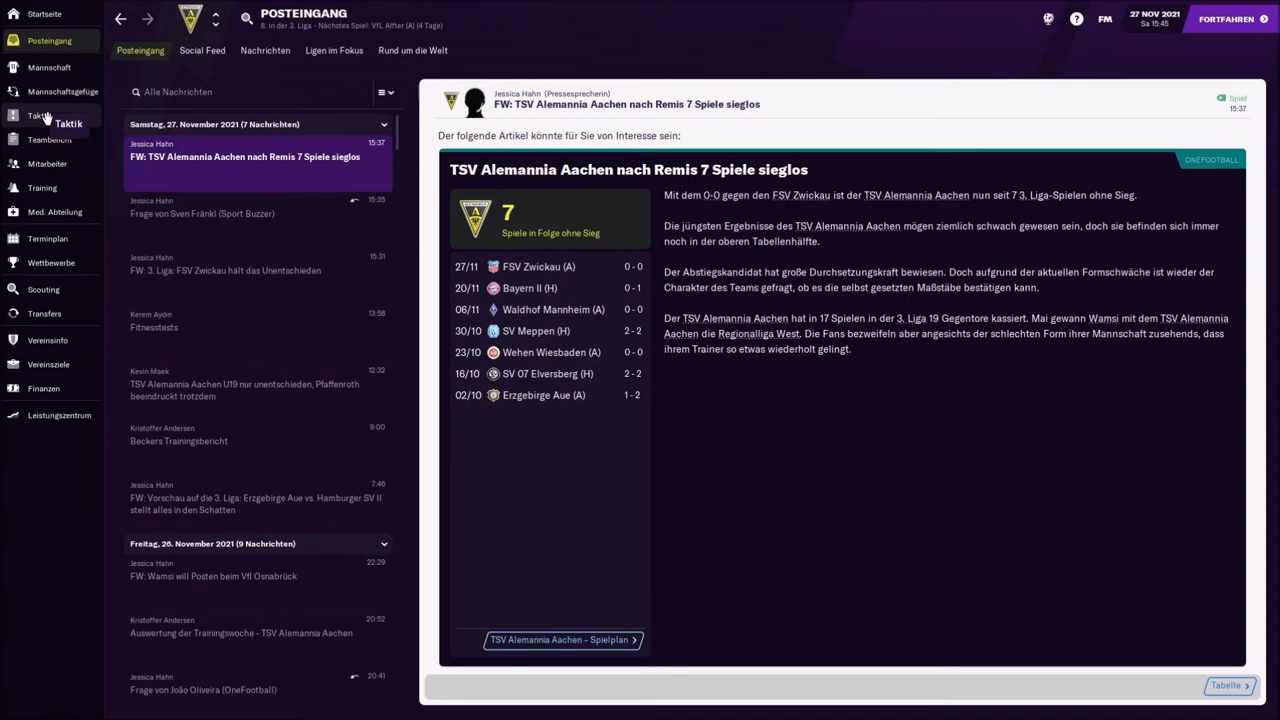 Startseite
Posteingang
Mannschaft
Mannschaftsgefüge
Taktik
Teambericht
Mitarbeiter
Training
Med. Abteilung
Terminplan
Wettbewerbe
Scouting
Transfers
Vereinsinfo
Vereinsziele
Finanzen
Leistungszentrum
POSTEINGANG
8. in der 3. Liga - Nächstes Spiel: VfL Alfter (A) (4 Tage)
FM
27 NOV 2021
Sa 15:45
FORTFAHREN
Posteingang Social Feed Nachrichten Ligen im Fokus Rund um die Welt
Alle Nachrichten
Samstag, 27. November 2021 (7 Nachrichten)
Jessica Hahn 15:37
FW: TSV Alemannia Aachen nach Remis 7 Spiele sieglos
Jessica Hahn 15:35
Frage von Sven Fränkl (Sport Buzzer)
Jessica Hahn 15:31
FW: 3. Liga: FSV Zwickau hält das Unentschieden
Kerem Aydın 13:58
Fitnesstests
Kevin Maek 12:32
TSV Alemannia Aachen U19 nur unentschieden, Pfaffenroth
beeindruckt trotzdem
Kristoffer Andersen 9:00
Beckers Trainingsbericht
Jessica Hahn 7:46
FW: Vorschau auf die 3. Liga: Erzgebirge Aue vs. Hamburger SV II
stellt alles in den Schatten
Freitag, 26. November 2021 (9 Nachrichten)
Jessica Hahn 22:29
FW: Wamsi will Posten beim Vfl Osnabrück
Kristoffer Andersen 20:52
Auswertung der Trainingswoche - TSV Alemannia Aachen
Jessica Hahn 20:41
Frage von João Oliveira (OneFootball)
Jessica Hahn (Pressesprecherin)
FW: TSV Alemannia Aachen nach Remis 7 Spiele sieglos
Spiel
15:37
Der folgende Artikel könnte für Sie von Interesse sein:
ONEFOOTBALL
TSV Alemannia Aachen nach Remis 7 Spiele sieglos
7
Spiele in Folge ohne Sieg
27/11 FSV Zwickau (A) 0 - 0
20/11 Bayern II (H) 0 - 1
06/11 Waldhof Mannheim (A) 0 - 0
30/10 SV Meppen (H) 2 - 2
23/10 Wehen Wiesbaden (A) 0 - 0
16/10 SV 07 Elversberg (H) 2 - 2
02/10 Erzgebirge Aue (A) 1 - 2
TSV Alemannia Aachen - Spielplan
Mit dem 0-0 gegen den FSV Zwickau ist der TSV Alemannia Aachen nun seit 7 3. Liga-Spielen ohne Sieg.
Die jüngsten Ergebnisse des TSV Alemannia Aachen mögen ziemlich schwach gewesen sein, doch sie befinden sich immer
noch in der oberen Tabellenhälfte.
Der Abstiegskandidat hat große Durchsetzungskraft bewiesen. Doch aufgrund der aktuellen Formschwäche ist wieder der
Charakter des Teams gefragt, ob es die selbst gesetzten Maßstäbe bestätigen kann.
Der TSV Alemannia Aachen hat in 17 Spielen in der 3. Liga 19 Gegentore kassiert. Mai gewann Wamsi mit dem TSV Alemannia
Aachen die Regionalliga West. Die Fans bezweifeln aber angesichts der schlechten Form ihrer Mannschaft zusehends, dass
ihrem Trainer so etwas wiederholt gelingt.
Tabelle